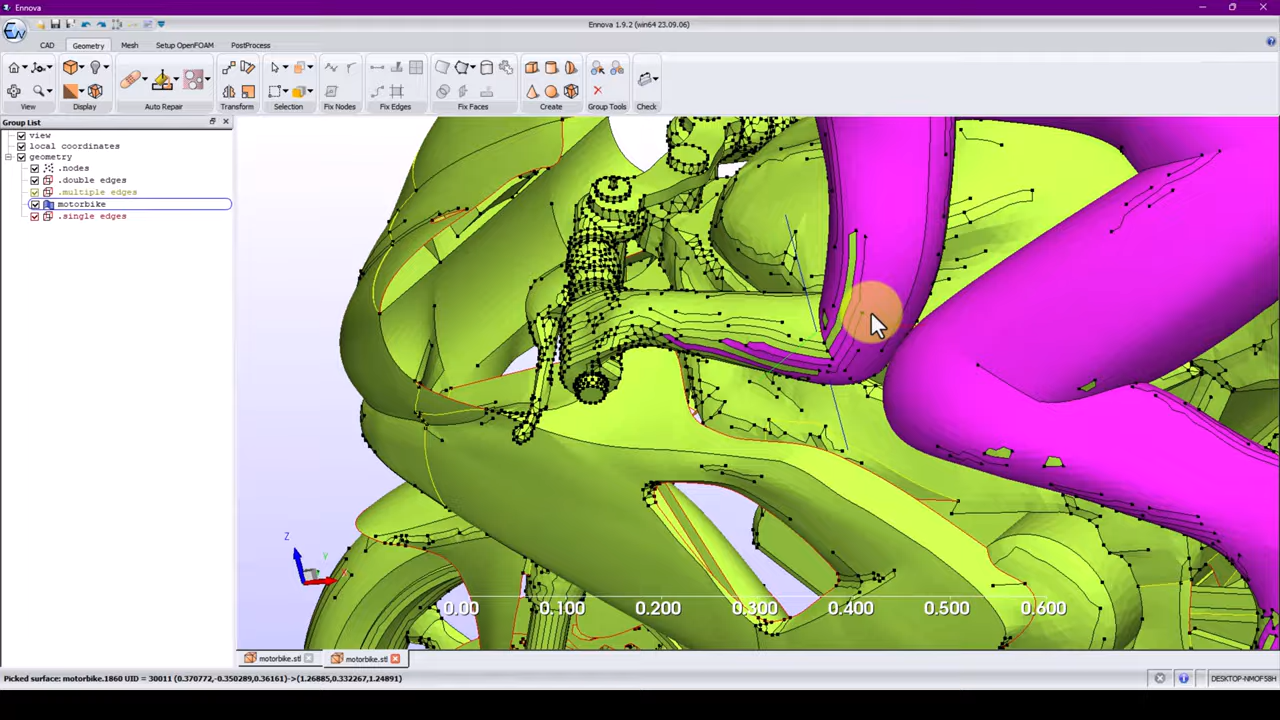 Ennova
Ennova 1.9.2 (win64 23.09.06)
CAD Geometry Mesh Setup OpenFOAM PostProcess
View Display Auto Repair Transform Selection Fix Nodes Fix Edges Fix Faces Create Group Tools Check
Group List
view
local coordinates
geometry
.nodes
.double edges
.multiple edges
motorbike
.single edges
Z
Y
0.00 0.100 0.200 0.300 0.400 0.500 0.600
motorbike.stl motorbike.stl
Picked surface: motorbike.1860 UID = 30011 (0.370772,-0.350289,0.36161)->(1.26885,0.332267,1.24891)
DESKTOP-NMOF58H